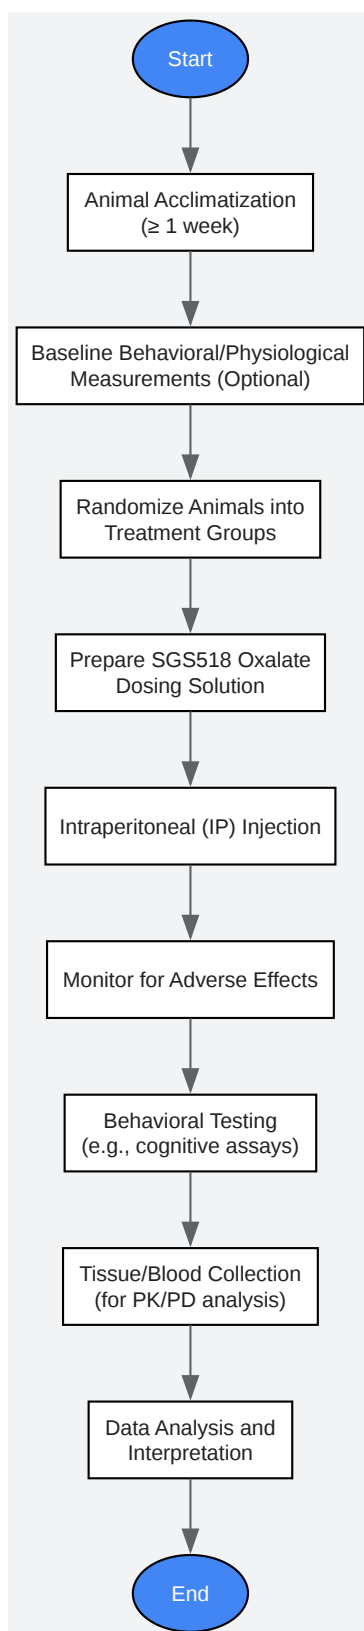 Start
Animal Acclimatization
(≥ 1 week)
Baseline Behavioral/Physiological
Measurements (Optional)
Randomize Animals into
Treatment Groups
Prepare SGS518 Oxalate
Dosing Solution
Intraperitoneal (IP) Injection
Monitor for Adverse Effects
Behavioral Testing
(e.g., cognitive assays)
Tissue/Blood Collection
(for PK/PD analysis)
Data Analysis and
Interpretation
End